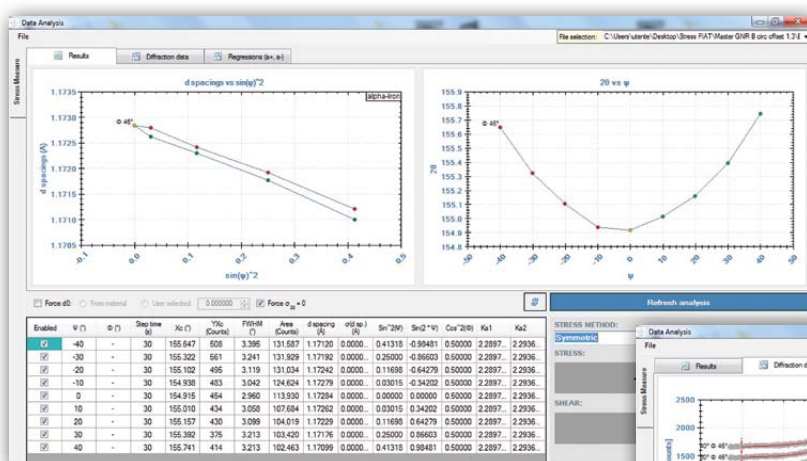 Data Analysis
File
File selection: C:\Users\utente\Desktop\Stress FIAT\Master GNR B circ offset 1.3\
Stress Measure
Results
Diffraction data
Regressions (a+, a-)
d spacings vs sin(ψ)^2
alpha-Iron
Φ 45°
d spacings (Å)
1.1735
1.1730
1.1725
1.1720
1.1715
1.1710
1.1705
-0.1 0.0 0.1 0.2 0.3 0.4 0.5
sin(ψ)^2
2θ vs ψ
Φ 45°
2θ
155.9
155.8
155.6
155.5
155.4
155.2
155.1
154.9
154.8
-50 -40 -30 -20 -10 0 10 20 30 40 50
ψ
Force d0: From material User selected: 0.00000 Force σ = 0
Refresh analysis
Enabled Ψ (°) Φ (°) Step time (s) Xc (°) YXc (Counts) FWHM (°) Area (Counts) d spacing (Å) σ(d sp.) (Å) Sin^2(Ψ) Sin(2 * Ψ) Cos^2(Φ) Ka1 Ka2
-40 - 30 155.647 508 3.395 131,587 1.17120 0.0000... 0.41318 -0.98481 0.50000 2.2897... 2.2936...
-30 - 30 155.322 561 3.241 131,929 1.17192 0.0000... 0.25000 -0.86603 0.50000 2.2897... 2.2936...
-20 - 30 155.102 495 3.119 131,034 1.17242 0.0000... 0.11698 -0.64279 0.50000 2.2897... 2.2936...
-10 - 30 154.938 483 3.042 124,624 1.17279 0.0000... 0.03015 -0.34202 0.50000 2.2897... 2.2936...
0 - 30 154.915 454 2.960 113,930 1.17284 0.0000... 0.00000 0.00000 0.50000 2.2897... 2.2936...
10 - 30 155.010 434 3.058 107,684 1.17262 0.0000... 0.03015 0.34202 0.50000 2.2897... 2.2936...
20 - 30 155.157 430 3.099 104,019 1.17229 0.0000... 0.11698 0.64279 0.50000 2.2897... 2.2936...
30 - 30 155.392 375 3.213 103,420 1.17176 0.0000... 0.25000 0.86603 0.50000 2.2897... 2.2936...
40 - 30 155.741 414 3.213 102,463 1.17099 0.0000... 0.41318 0.98481 0.50000 2.2897... 2.2936...
STRESS METHOD:
Symmetric
STRESS:
SHEAR:
Data Analysis
File
Stress Measure
Results
Diffraction d
2500
2000
1500